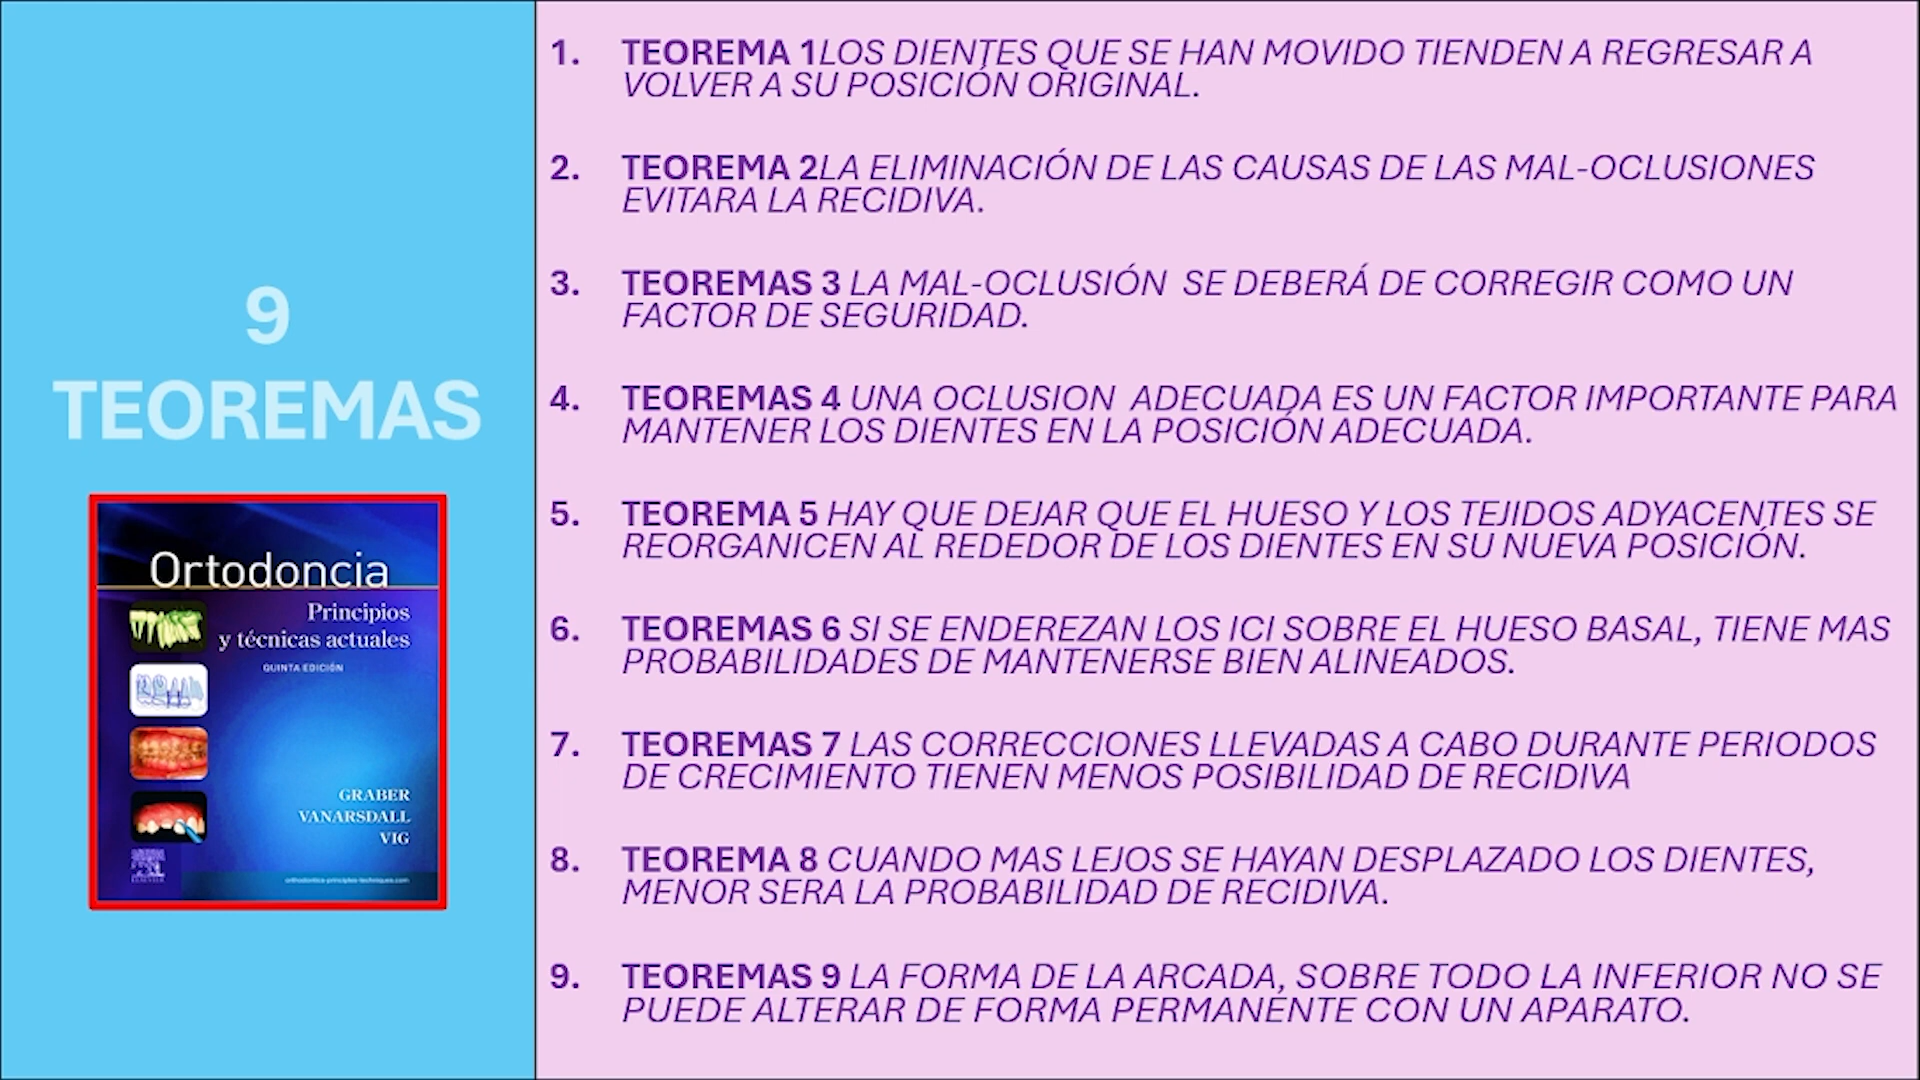 9
TEOREMAS
Ortodoncia
Principios
y técnicas actuales
QUINTA EDICIÓN
GRABER
VANARSDALL
VIG
ELSEVIER
orthodontics-principles-techniques.com
1. TEOREMA 1LOS DIENTES QUE SE HAN MOVIDO TIENDEN A REGRESAR A
VOLVER A SU POSICIÓN ORIGINAL.
2. TEOREMA 2LA ELIMINACIÓN DE LAS CAUSAS DE LAS MAL-OCLUSIONES
EVITARA LA RECIDIVA.
3. TEOREMAS 3 LA MAL-OCLUSIÓN SE DEBERÁ DE CORREGIR COMO UN
FACTOR DE SEGURIDAD.
4. TEOREMAS 4 UNA OCLUSION ADECUADA ES UN FACTOR IMPORTANTE PARA
MANTENER LOS DIENTES EN LA POSICIÓN ADECUADA.
5. TEOREMA 5 HAY QUE DEJAR QUE EL HUESO Y LOS TEJIDOS ADYACENTES SE
REORGANICEN AL REDEDOR DE LOS DIENTES EN SU NUEVA POSICIÓN.
6. TEOREMAS 6 SI SE ENDEREZAN LOS ICI SOBRE EL HUESO BASAL, TIENE MAS
PROBABILIDADES DE MANTENERSE BIEN ALINEADOS.
7. TEOREMAS 7 LAS CORRECCIONES LLEVADAS A CABO DURANTE PERIODOS
DE CRECIMIENTO TIENEN MENOS POSIBILIDAD DE RECIDIVA
8. TEOREMA 8 CUANDO MAS LEJOS SE HAYAN DESPLAZADO LOS DIENTES,
MENOR SERA LA PROBABILIDAD DE RECIDIVA.
9. TEOREMAS 9 LA FORMA DE LA ARCADA, SOBRE TODO LA INFERIOR NO SE
PUEDE ALTERAR DE FORMA PERMANENTE CON UN APARATO.